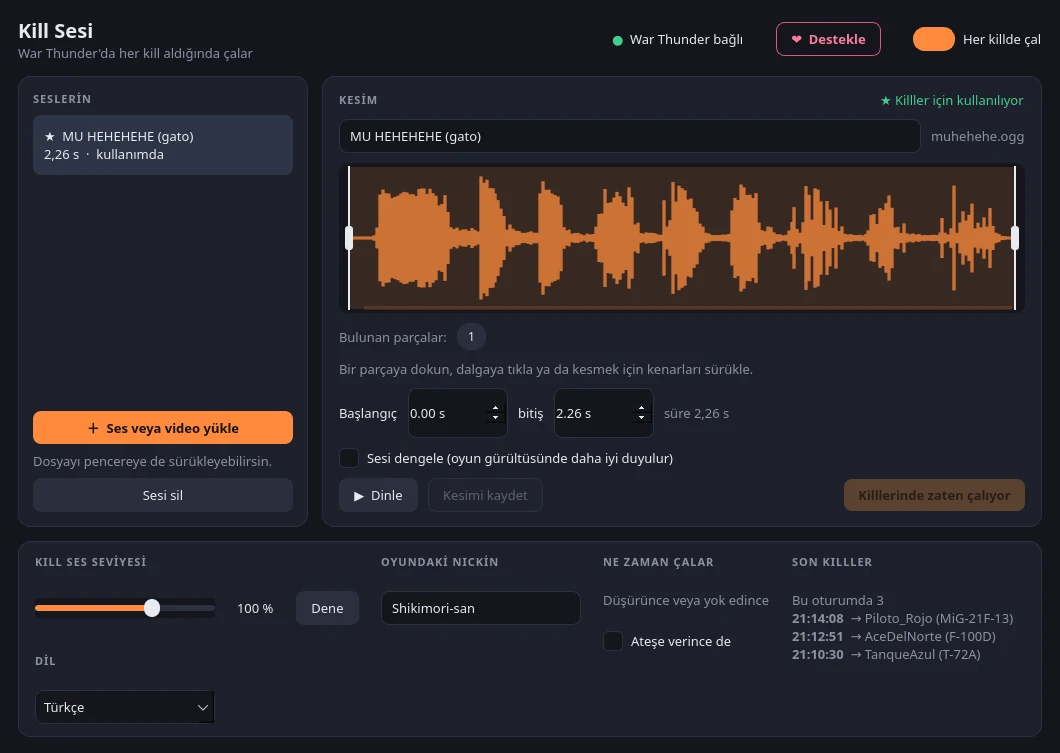 Kill Sesi
War Thunder'da her kill aldığında çalar
War Thunder bağlı
❤ Destekle
Her killde çal
SESLERİN
★ MU HEHEHEHE (gato)
2,26 s · kullanımda
+ Ses veya video yükle
Dosyayı pencereye de sürükleyebilirsin.
Sesi sil
KESİM
★ Killler için kullanılıyor
MU HEHEHEHE (gato)
muhehehe.ogg
Bulunan parçalar: 1
Bir parçaya dokun, dalgaya tıkla ya da kesmek için kenarları sürükle.
Başlangıç 0.00 s bitiş 2.26 s süre 2,26 s
Sesi dengele (oyun gürültüsünde daha iyi duyulur)
▶ Dinle
Kesimi kaydet
Killlerinde zaten çalıyor
KILL SES SEVİYESİ
100 %
Dene
DİL
Türkçe
OYUNDAKİ NICKİN
Shikimori-san
NE ZAMAN ÇALAR
Düşürünce veya yok edince
Ateşe verince de
SON KILLLER
Bu oturumda 3
21:14:08 → Piloto_Rojo (MiG-21F-13)
21:12:51 → AceDelNorte (F-100D)
21:10:30 → TanqueAzul (T-72A)